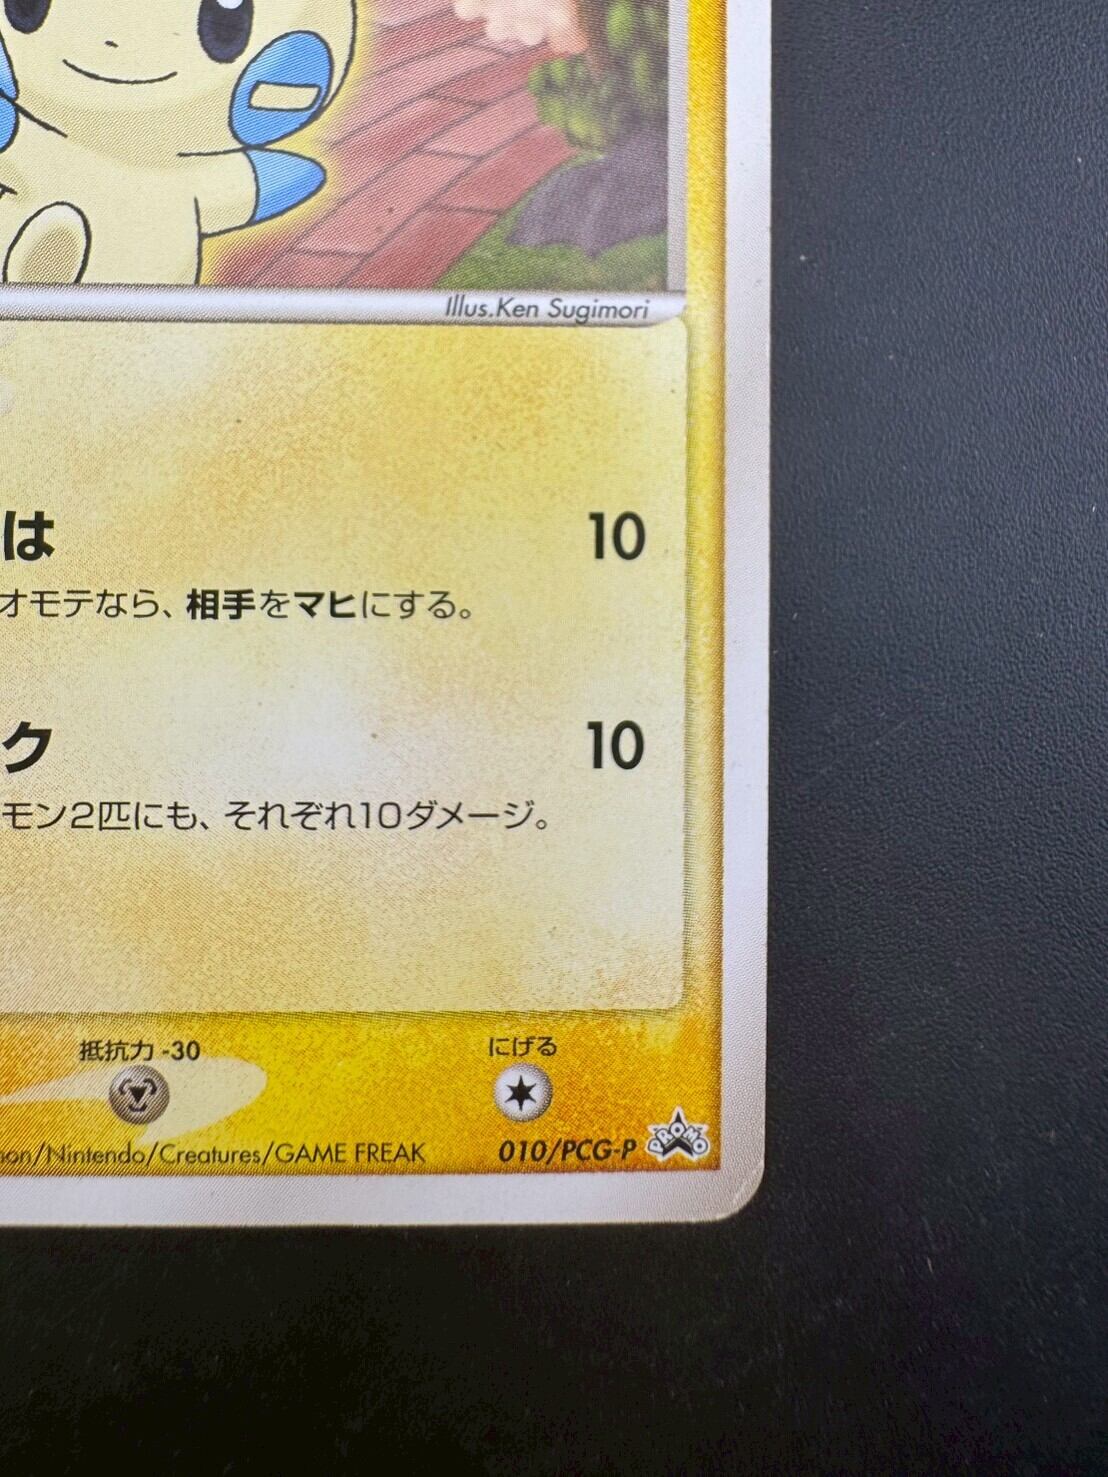 Illus.Ken Sugimori
は 10
オモテなら、相手をマヒにする。
ク 10
モン2匹にも、それぞれ10ダメージ。
抵抗力 -30 にげる
on/Nintendo/Creatures/GAME FREAK 010/PCG-P PROMO